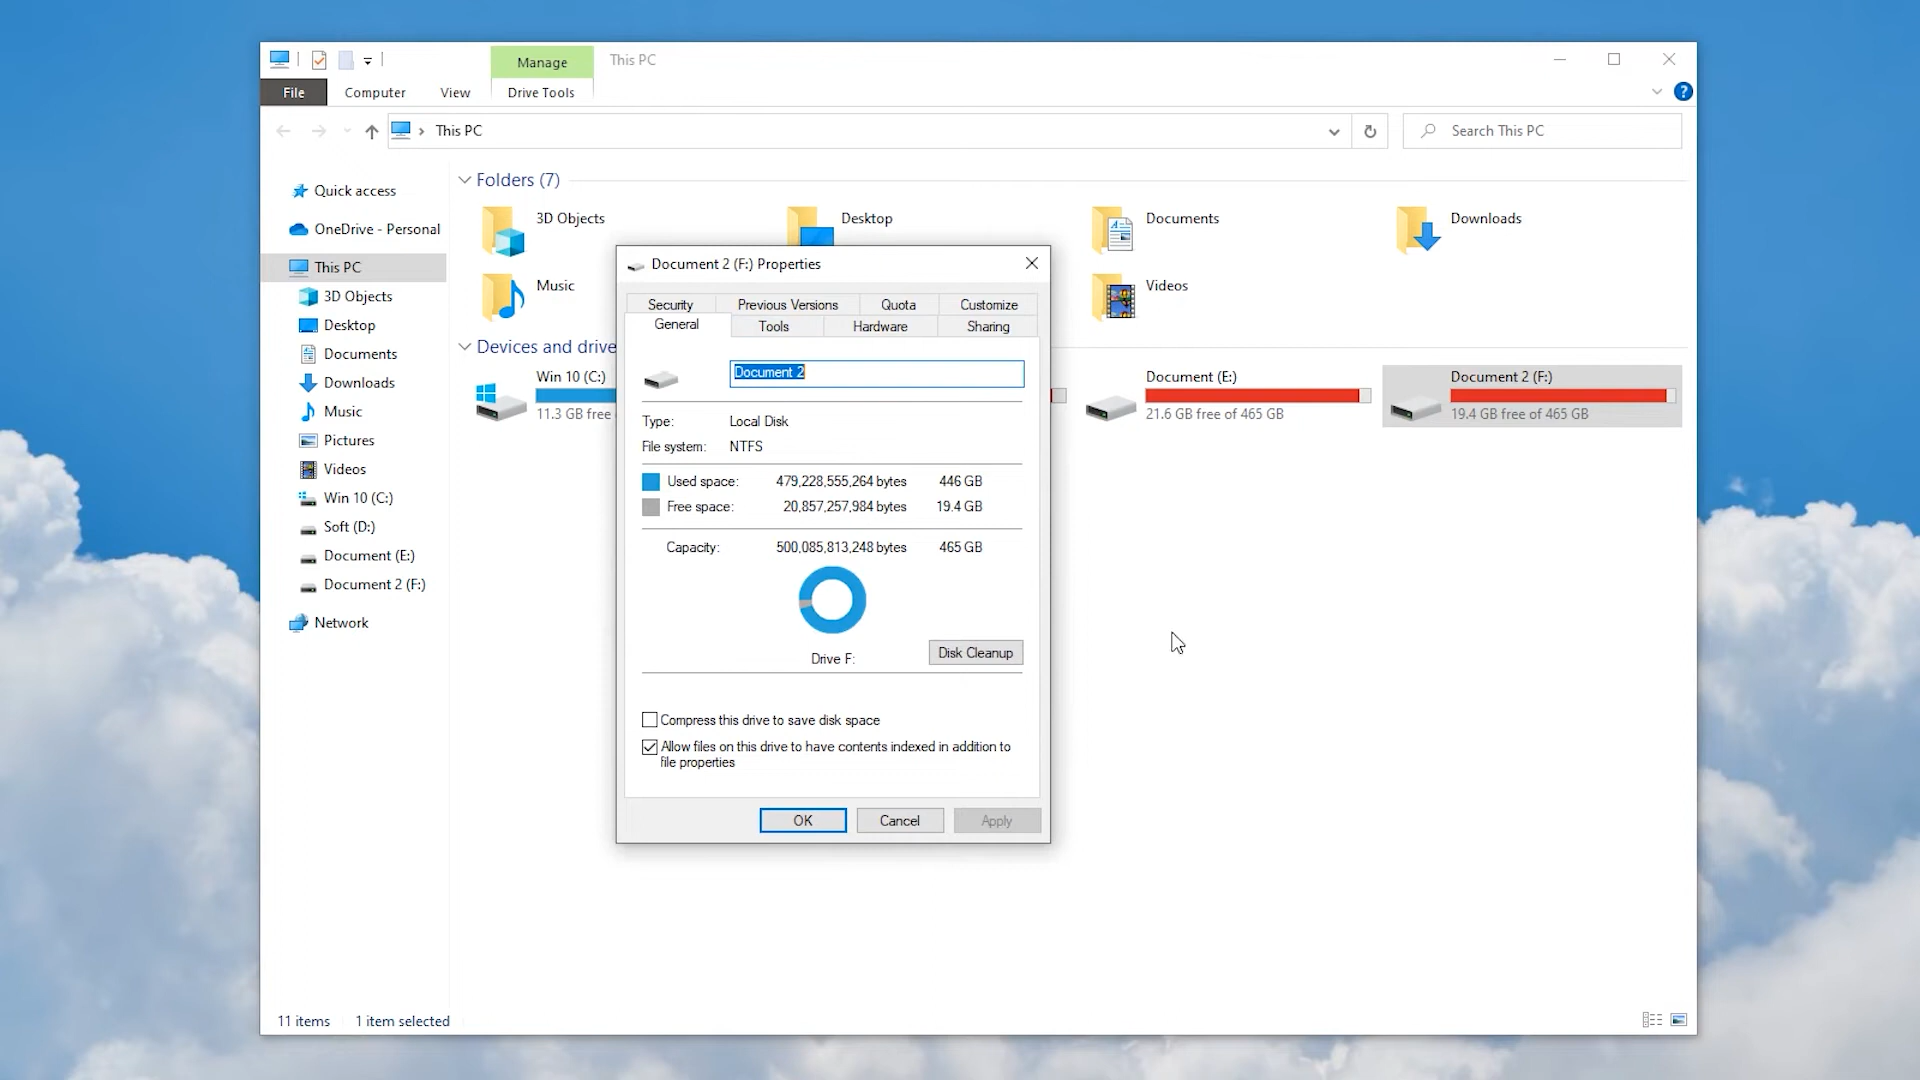 Manage
This PC
File
Computer
View
Drive Tools
?
This PC
Search This PC
Quick access
OneDrive - Personal
This PC
3D Objects
Desktop
Documents
Downloads
Music
Pictures
Videos
Win 10 (C:)
Soft (D:)
Document (E:)
Document 2 (F:)
Network
Folders (7)
3D Objects
Desktop
Documents
Downloads
Music
Videos
Devices and drive
Win 10 (C:)
11.3 GB free
Document (E:)
21.6 GB free of 465 GB
Document 2 (F:)
19.4 GB free of 465 GB
Document 2 (F:) Properties
Security
Previous Versions
Quota
Customize
General
Tools
Hardware
Sharing
Document 2
Type: Local Disk
File system: NTFS
Used space: 479,228,555,264 bytes 446 GB
Free space: 20,857,257,984 bytes 19.4 GB
Capacity: 500,085,813,248 bytes 465 GB
Drive F:
Disk Cleanup
Compress this drive to save disk space
Allow files on this drive to have contents indexed in addition to
file properties
OK
Cancel
Apply
11 items
1 item selected